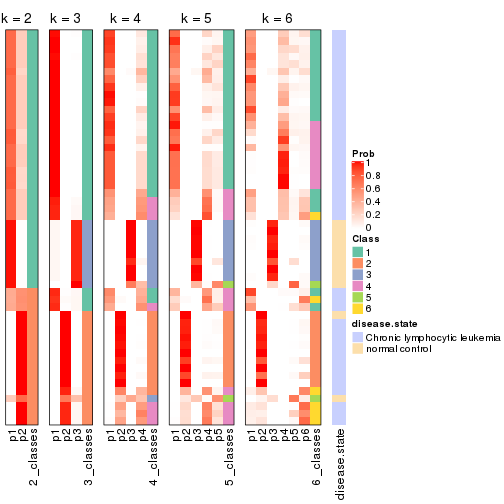 k = 2 k = 3 k = 4 k = 5 k = 6
Prob
1
0.8
0.6
0.4
0.2
0
Class
1
2
3
4
5
6
disease.state
Chronic lymphocytic leukemia
normal control
p1
p2
2_classes
p1
p2
p3
3_classes
p1
p2
p3
p4
4_classes
p1
p2
p3
p4
p5
5_classes
p1
p2
p3
p4
p5
p6
6_classes
disease.state